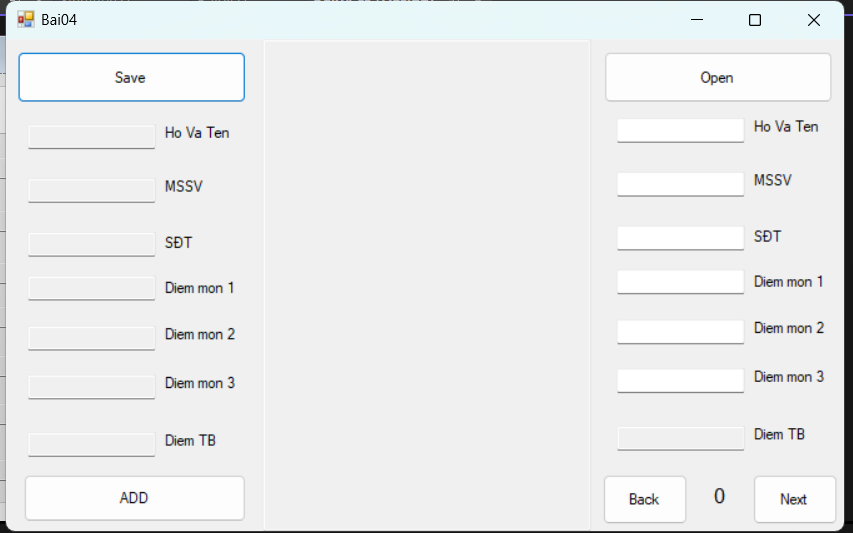 Bai04
Save
Ho Va Ten
MSSV
SĐT
Diem mon 1
Diem mon 2
Diem mon 3
Diem TB
ADD
Open
Ho Va Ten
MSSV
SĐT
Diem mon 1
Diem mon 2
Diem mon 3
Diem TB
Back
0
Next